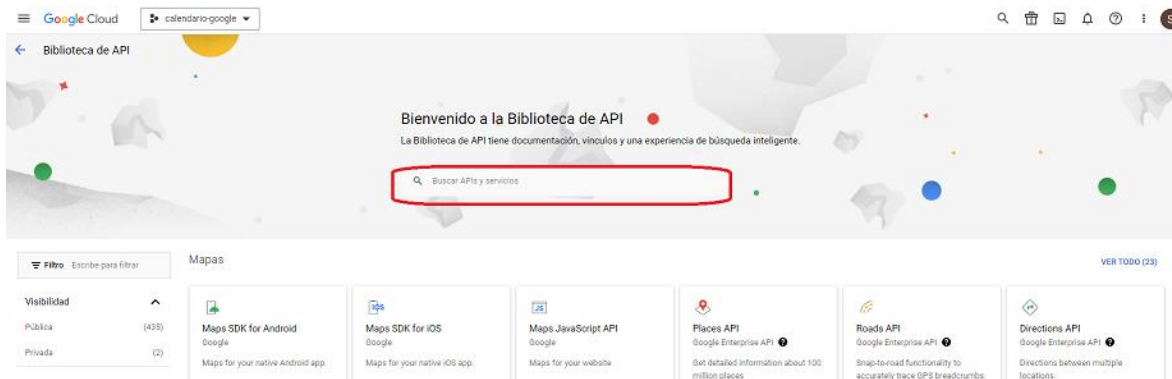 Google Cloud
calendario-google
S
Biblioteca de API
Bienvenido a la Biblioteca de API
La Biblioteca de API tiene documentación, vínculos y una experiencia de búsqueda inteligente.
Buscar APIs y servicios
Filtro Escribe para filtrar
Mapas
VER TODO (23)
Visibilidad
Pública (435)
Privada (2)
Maps SDK for Android
Google
Maps for your native Android app.
iOS
Maps SDK for iOS
Google
Maps for your native iOS app.
JS
Maps JavaScript API
Google
Maps for your website
Places API
Google Enterprise API
Get detailed information about 100
million places
Roads API
Google Enterprise API
Snap-to-road functionality to
accurately trace GPS breadcrumbs.
Directions API
Google Enterprise API
Directions between multiple
locations.